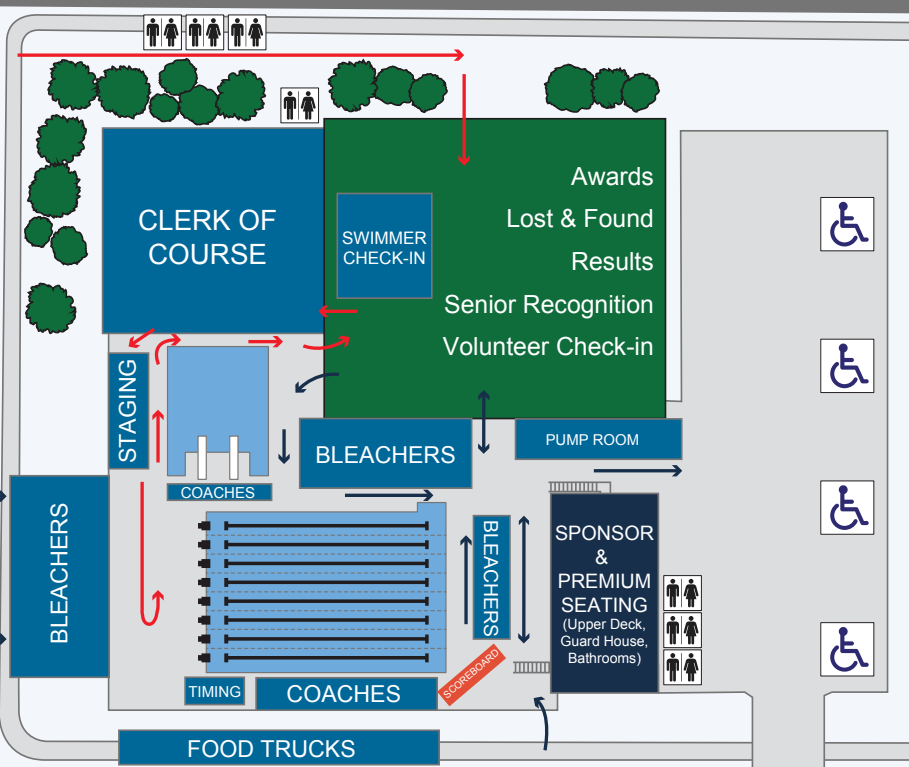 CLERK OF
COURSE
SWIMMER
CHECK-IN
Awards
Lost & Found
Results
Senior Recognition
Volunteer Check-in
STAGING
BLEACHERS
PUMP ROOM
COACHES
BLEACHERS
BLEACHERS
SPONSOR
&
PREMIUM
SEATING
(Upper Deck,
Guard House,
Bathrooms)
SCOREBOARD
TIMING
COACHES
FOOD TRUCKS